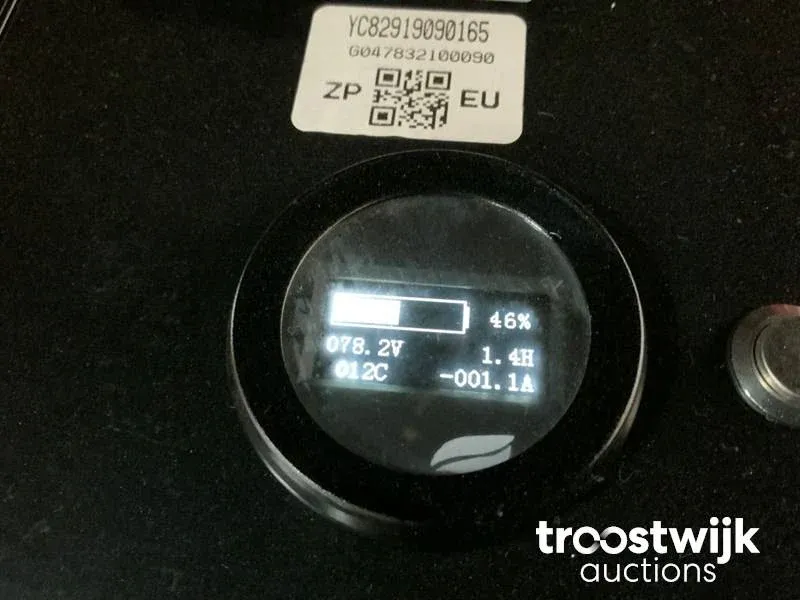 YC82919090165
G047832100090
ZP EU
46%
078.2V 1.4H
012C -001.1A
troostwijk
auctions